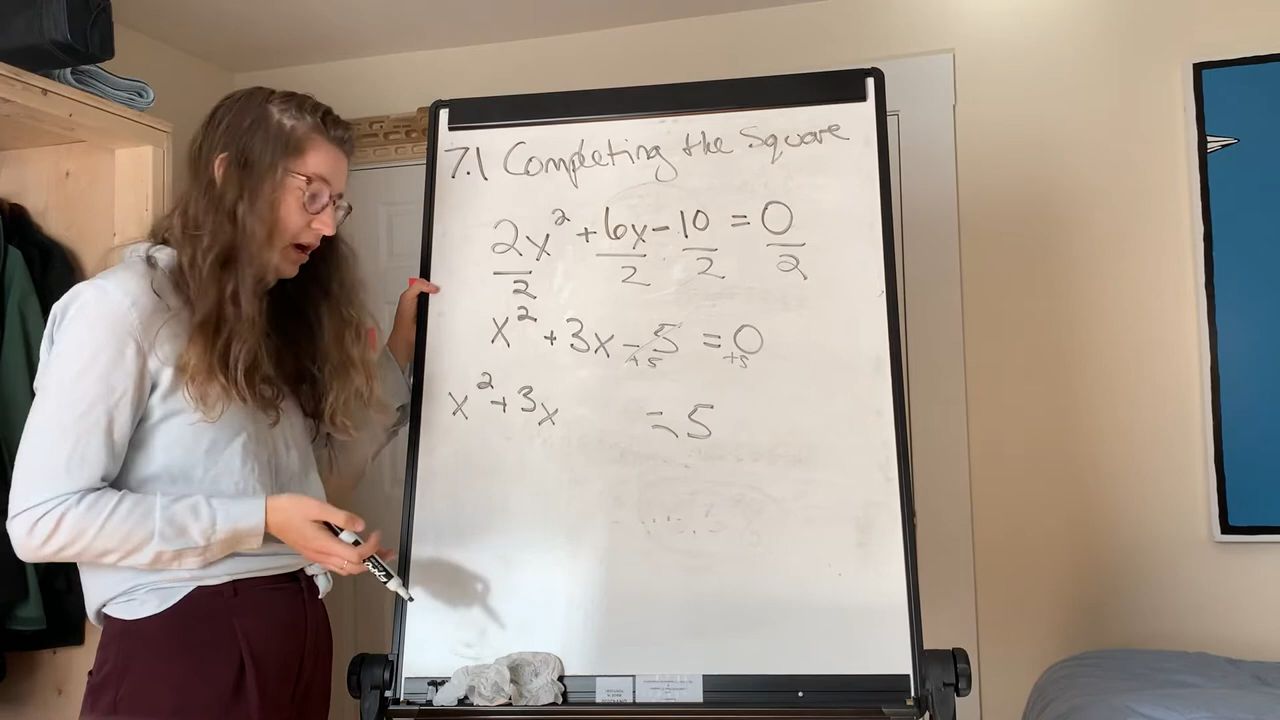 7.1 Completing the Square
2x² + 6x - 10 = 0
2 2 2 2
x² + 3x - 5 = 0
+5 +5
x² + 3x = 5
EXPO